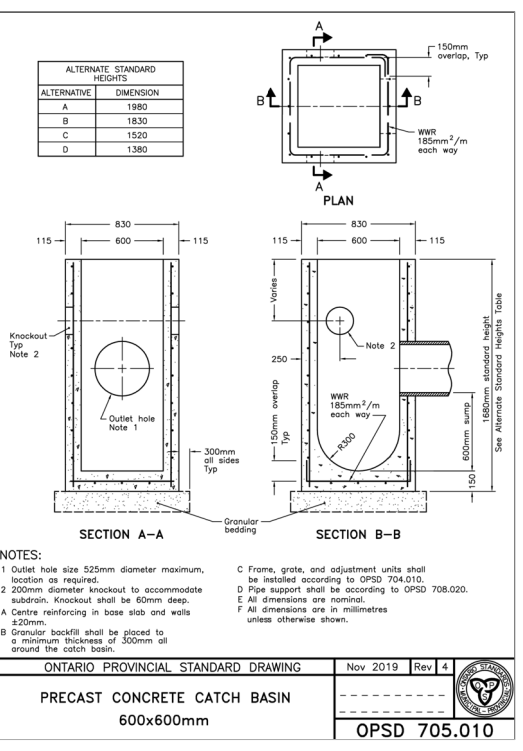 ALTERNATE STANDARD
HEIGHTS
ALTERNATIVE DIMENSION
A 1980
B 1830
C 1520
D 1380
A
150mm
overlap, Typ
B
B
WWR
185mm²/m
each way
A
PLAN
830
115 600 115
Knockout
Typ
Note 2
Outlet hole
Note 1
300mm
all sides
Typ
SECTION A-A
830
115 600 115
Varies
Note 2
250
WWR
185mm²/m
each way
150mm overlap
Typ
R300
600mm sump
150
1680mm standard height
See Alternate Standard Heights Table
Granular
bedding
SECTION B-B
NOTES:
1 Outlet hole size 525mm diameter maximum,
location as required.
2 200mm diameter knockout to accommodate
subdrain. Knockout shall be 60mm deep.
A Centre reinforcing in base slab and walls
±20mm.
B Granular backfill shall be placed to
a minimum thickness of 300mm all
around the catch basin.
C Frame, grate, and adjustment units shall
be installed according to OPSD 704.010.
D Pipe support shall be according to OPSD 708.020.
E All dimensions are nominal.
F All dimensions are in millimetres
unless otherwise shown.
ONTARIO PROVINCIAL STANDARD DRAWING
Nov 2019 Rev 4
PRECAST CONCRETE CATCH BASIN
600x600mm
OPSD 705.010
ONTARIO STANDARDS
MUNICIPAL - PROVINCIAL
OPS